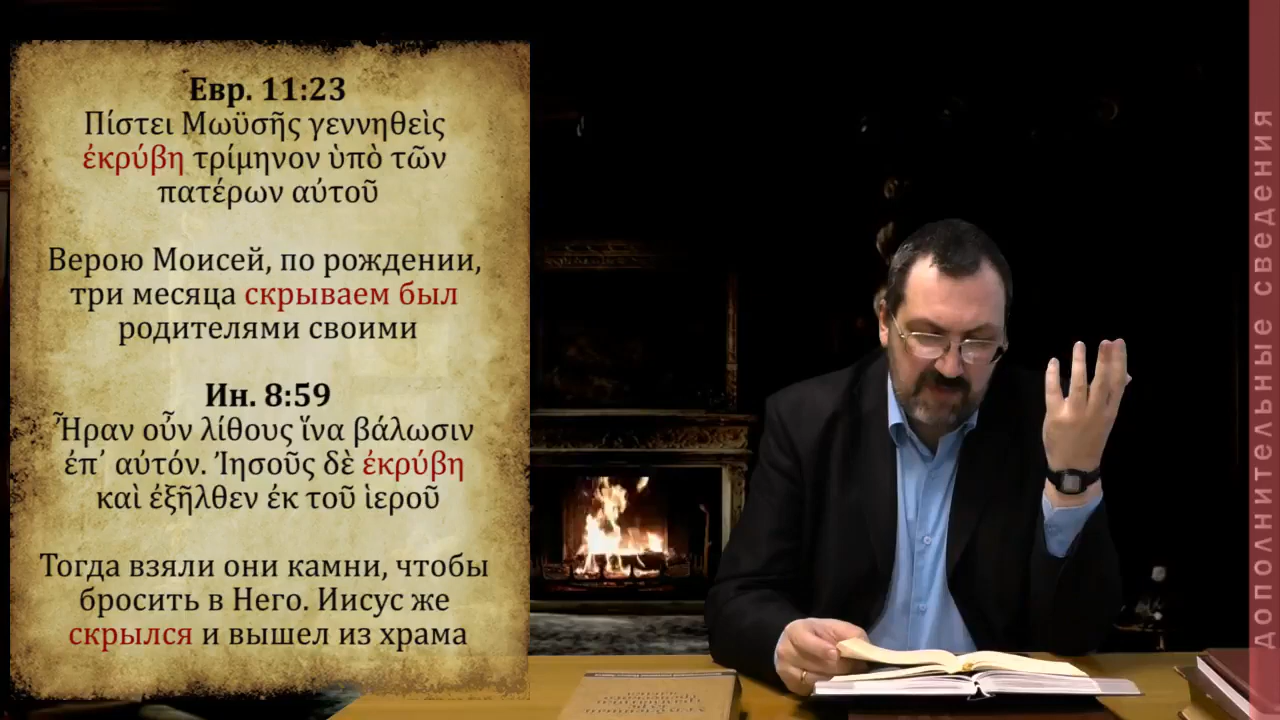 Евр. 11:23
Πίστει Μωϋσῆς γεννηθεὶς
ἐκρύβη τρίμηνον ὑπὸ τῶν
πατέρων αὐτοῦ
Верою Моисей, по рождении,
три месяца скрываем был
родителями своими
Ин. 8:59
Ἦραν οὖν λίθους ἵνα βάλωσιν
ἐπ᾽ αὐτόν. Ἰησοῦς δὲ ἐκρύβη
καὶ ἐξῆλθεν ἐκ τοῦ ἱεροῦ
Тогда взяли они камни, чтобы
бросить в Него. Иисус же
скрылся и вышел из храма
дополнительные сведения